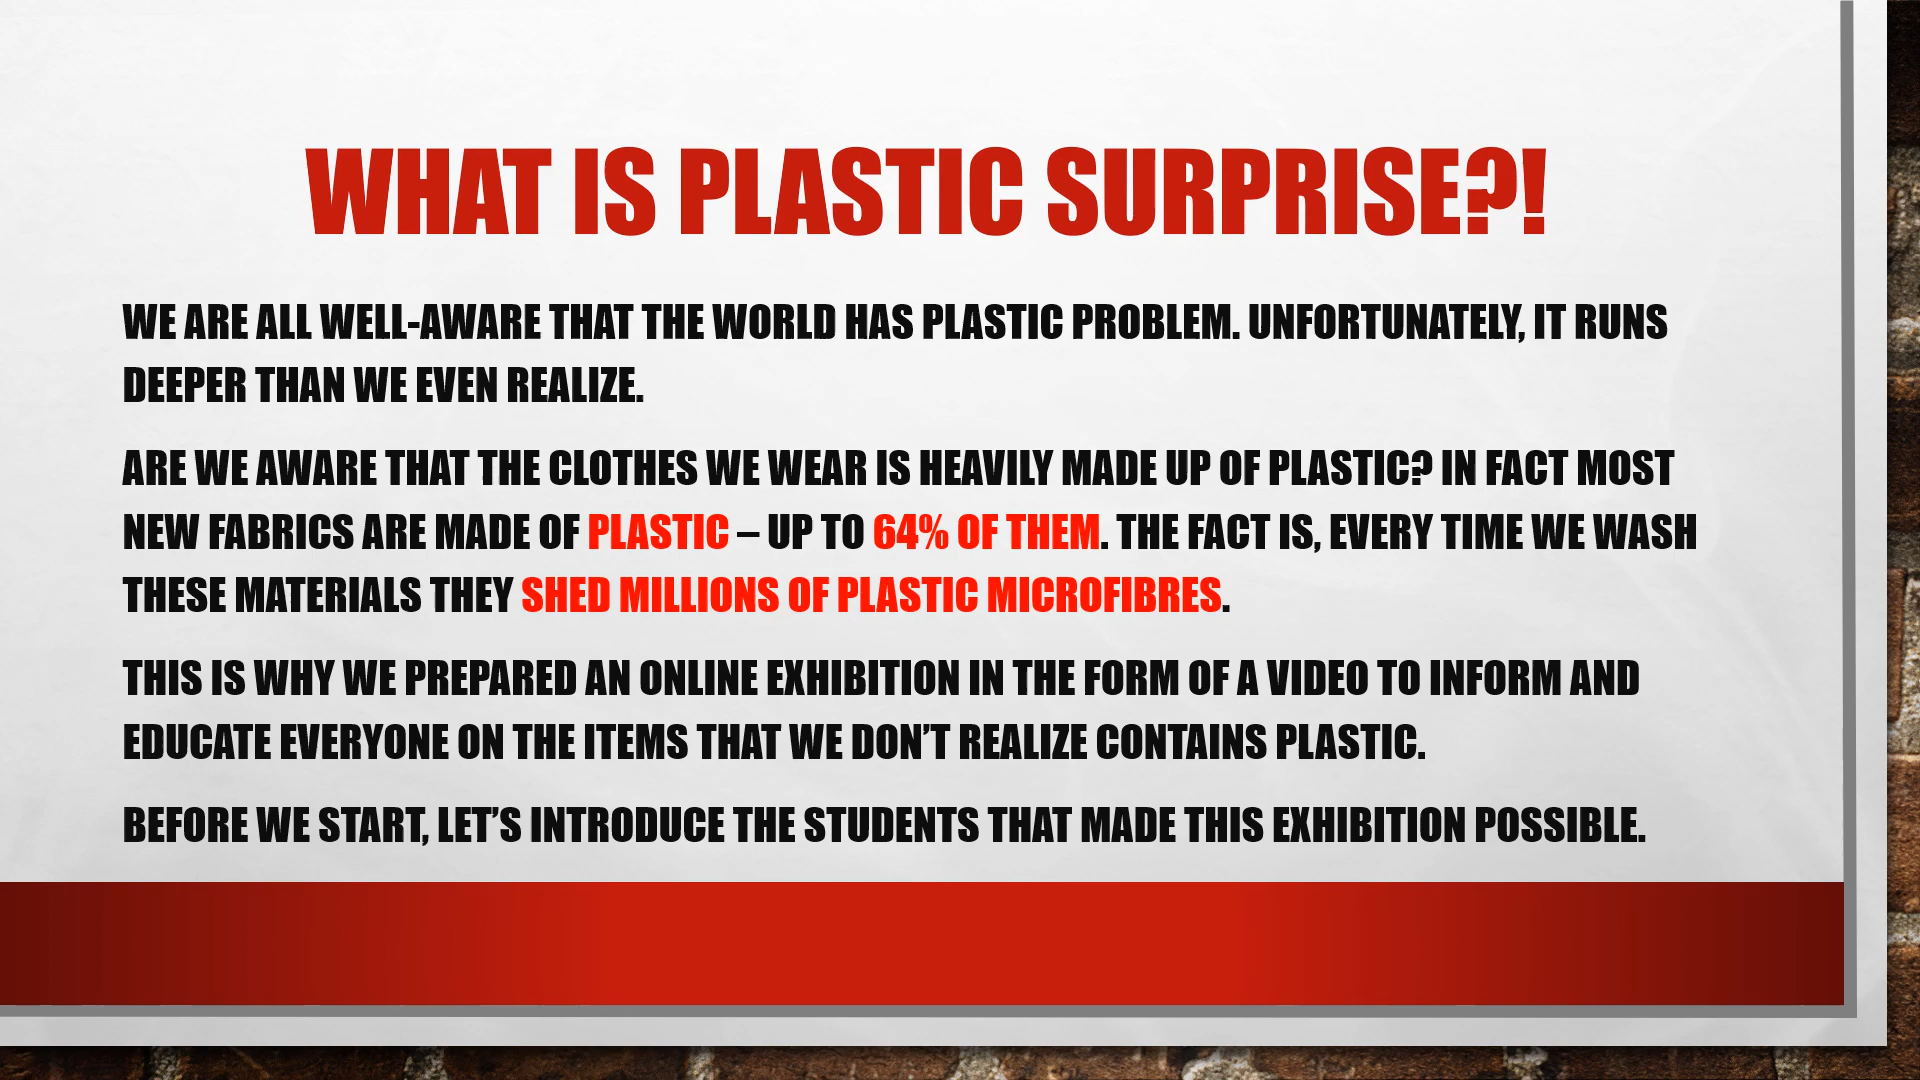 WHAT IS PLASTIC SURPRISE?!
WE ARE ALL WELL-AWARE THAT THE WORLD HAS PLASTIC PROBLEM. UNFORTUNATELY, IT RUNS
DEEPER THAN WE EVEN REALIZE.
ARE WE AWARE THAT THE CLOTHES WE WEAR IS HEAVILY MADE UP OF PLASTIC? IN FACT MOST
NEW FABRICS ARE MADE OF PLASTIC – UP TO 64% OF THEM. THE FACT IS, EVERY TIME WE WASH
THESE MATERIALS THEY SHED MILLIONS OF PLASTIC MICROFIBRES.
THIS IS WHY WE PREPARED AN ONLINE EXHIBITION IN THE FORM OF A VIDEO TO INFORM AND
EDUCATE EVERYONE ON THE ITEMS THAT WE DON’T REALIZE CONTAINS PLASTIC.
BEFORE WE START, LET’S INTRODUCE THE STUDENTS THAT MADE THIS EXHIBITION POSSIBLE.